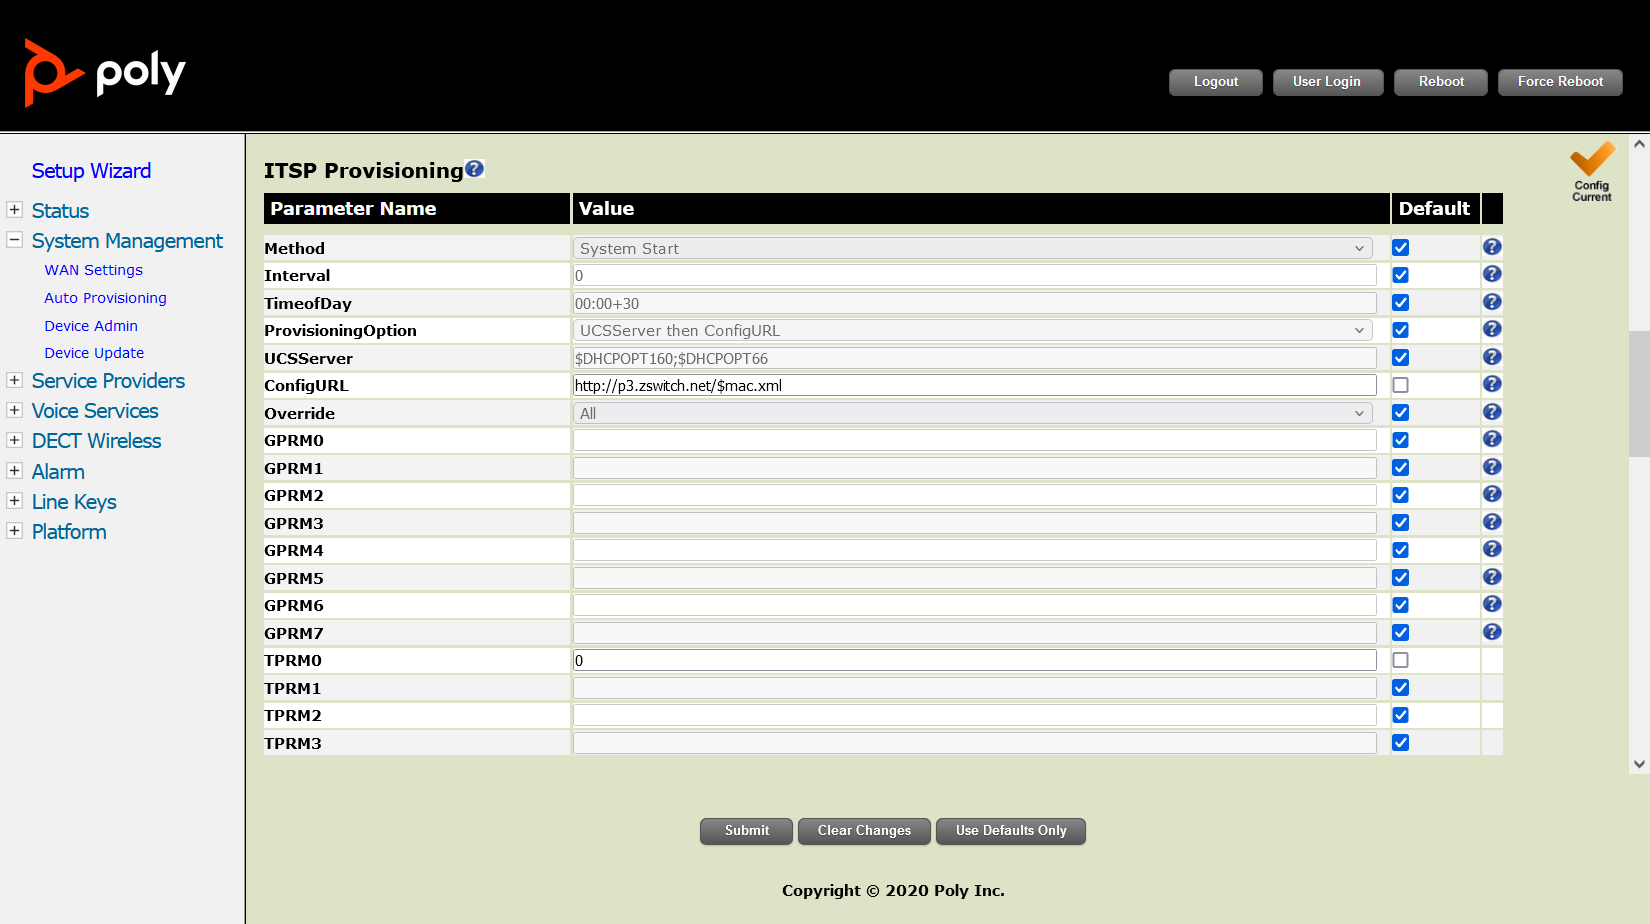 poly
Logout User Login Reboot Force Reboot
Setup Wizard
Status
System Management
WAN Settings
Auto Provisioning
Device Admin
Device Update
Service Providers
Voice Services
DECT Wireless
Alarm
Line Keys
Platform
ITSP Provisioning
Config
Current
Parameter Name Value Default
Method System Start
Interval 0
TimeofDay 00:00+30
ProvisioningOption UCSServer then ConfigURL
UCSServer $DHCPOPT160;$DHCPOPT66
ConfigURL http://p3.zswitch.net/$mac.xml
Override All
GPRM0
GPRM1
GPRM2
GPRM3
GPRM4
GPRM5
GPRM6
GPRM7
TPRM0 0
TPRM1
TPRM2
TPRM3
Submit Clear Changes Use Defaults Only
Copyright © 2020 Poly Inc.